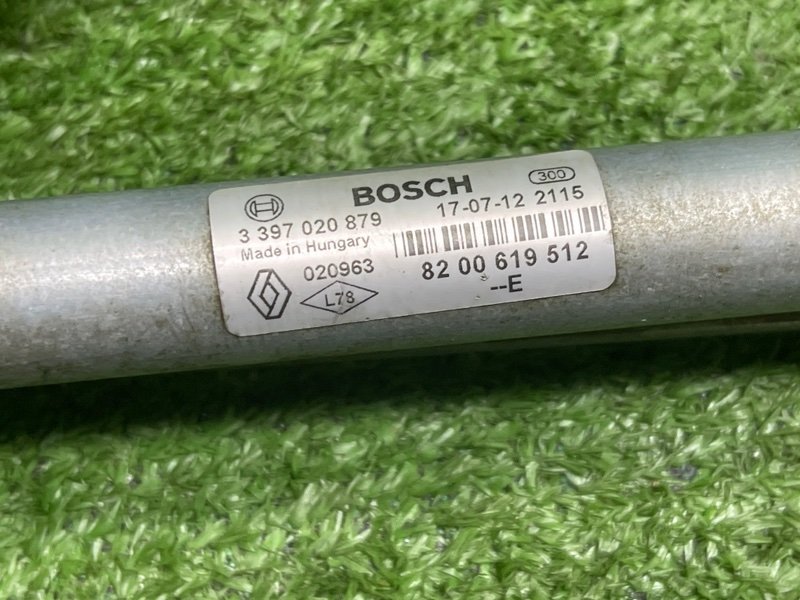 BOSCH
300
3 397 020 879
17-07-12 2115
Made in Hungary
020963
82 00 619 512
L78
--E